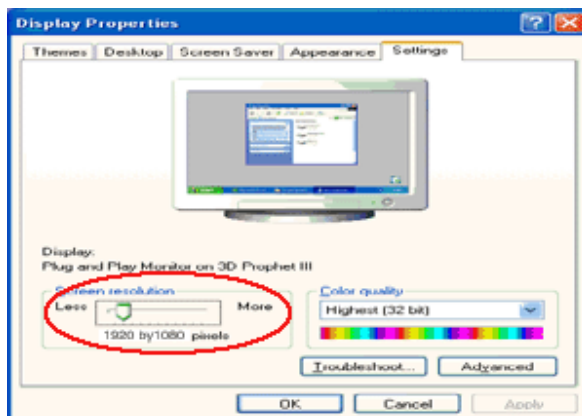 Display Properties
Themes Desktop Screen Saver Appearance Settings
Display:
Plug and Play Monitor on 3D Prophet III
Screen resolution
Less More
1920 by1080 pixels
Color quality
Highest (32 bit)
Troubleshoot... Advanced
OK Cancel Apply